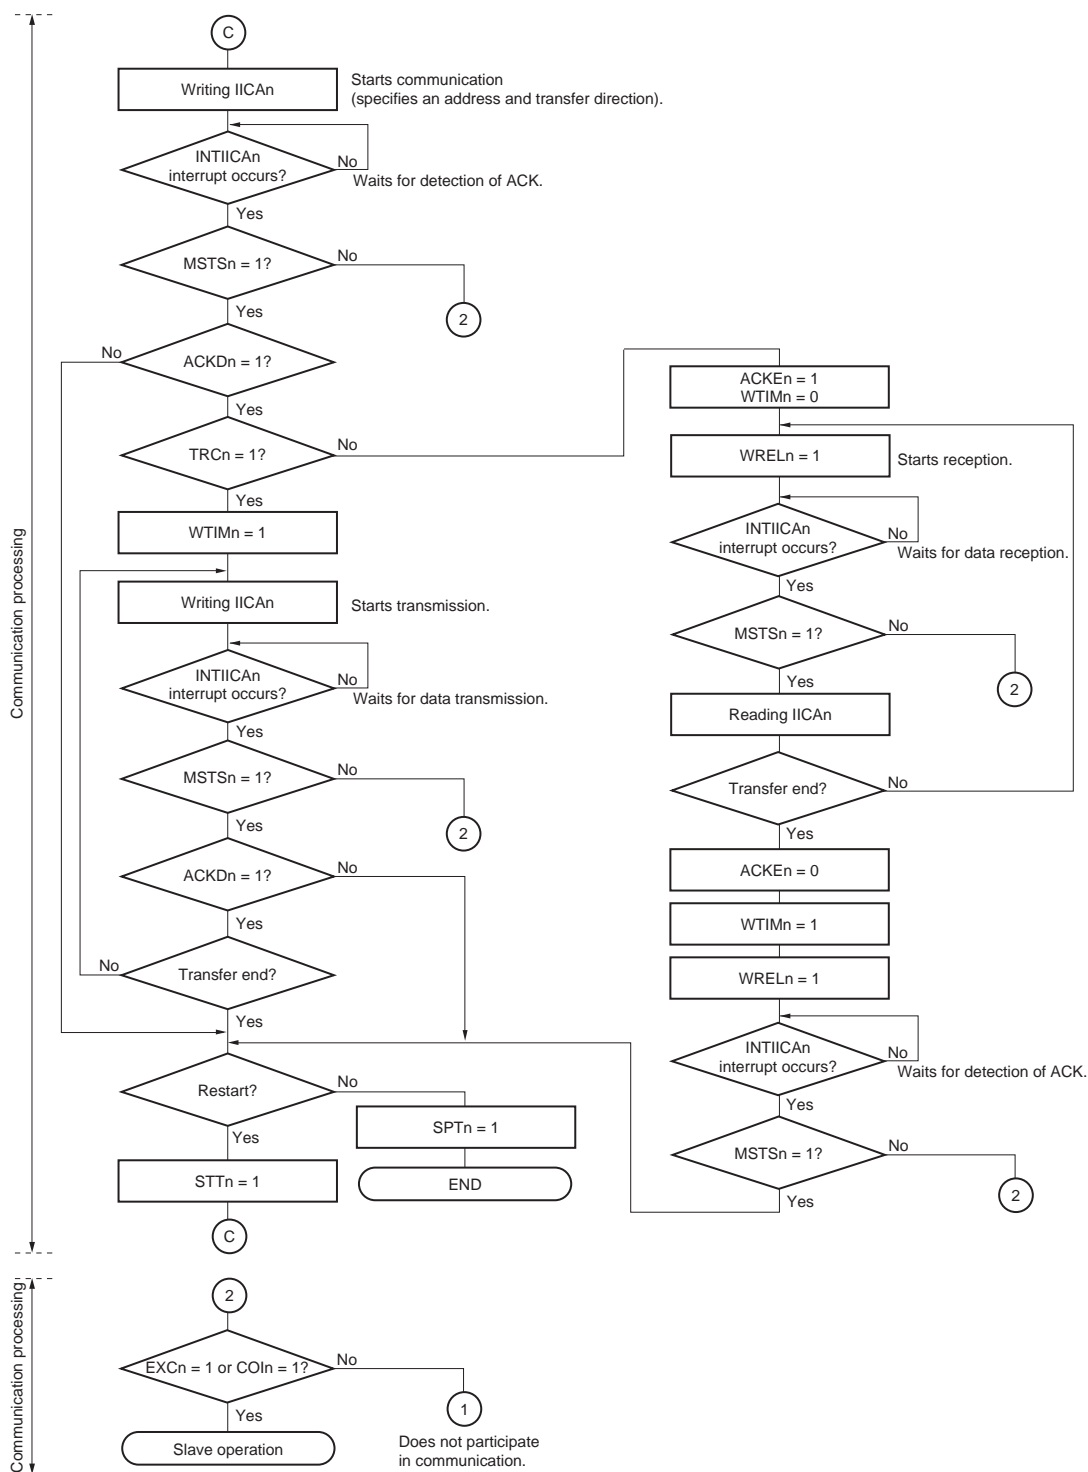 Communication processing
C
Writing IICAn
Starts communication
(specifies an address and transfer direction).
INTIICAn
interrupt occurs?
No
Waits for detection of ACK.
Yes
MSTSn = 1?
No
2
Yes
ACKDn = 1?
No
Yes
TRCn = 1?
No
Yes
WTIMn = 1
Writing IICAn
Starts transmission.
INTIICAn
interrupt occurs?
No
Waits for data transmission.
Yes
MSTSn = 1?
No
2
Yes
ACKDn = 1?
No
Yes
Transfer end?
No
Yes
Restart?
No
SPTn = 1
END
Yes
STTn = 1
C
ACKEn = 1
WTIMn = 0
WRELn = 1
Starts reception.
INTIICAn
interrupt occurs?
No
Waits for data reception.
Yes
MSTSn = 1?
No
2
Yes
Reading IICAn
Transfer end?
No
Yes
ACKEn = 0
WTIMn = 1
WRELn = 1
INTIICAn
interrupt occurs?
No
Waits for detection of ACK.
Yes
MSTSn = 1?
No
2
Yes
Communication processing
2
EXCn = 1 or COIn = 1?
No
1
Does not participate
in communication.
Yes
Slave operation